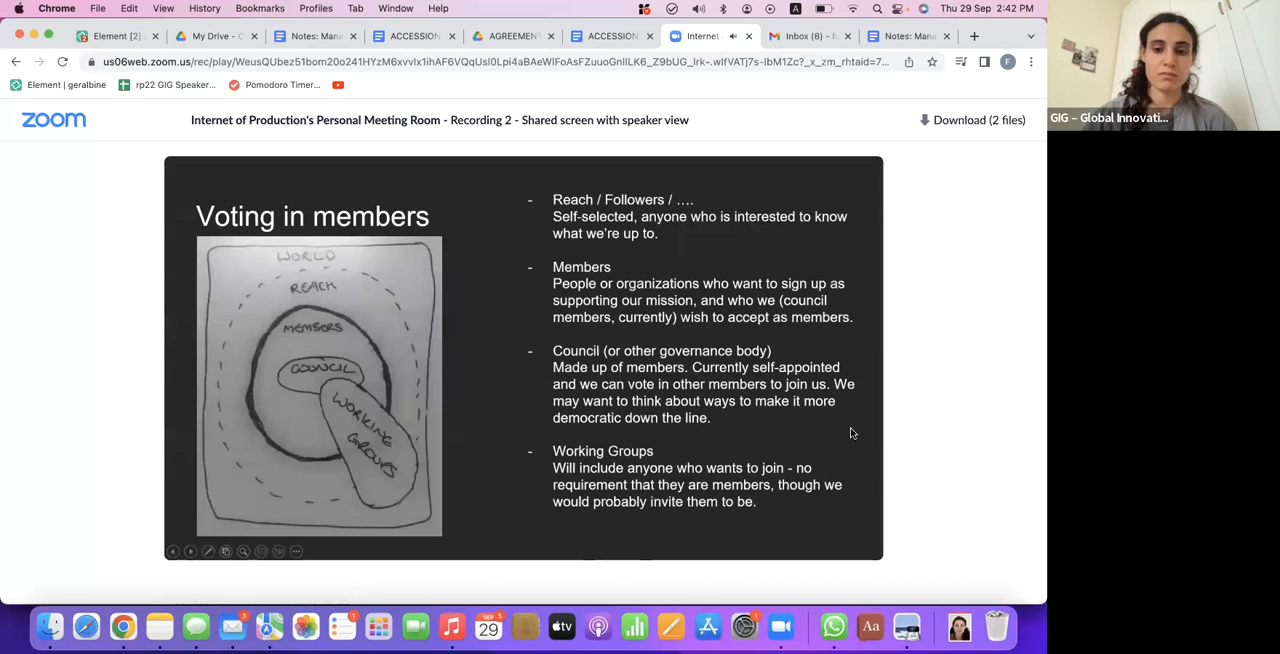 Chrome File Edit View History Bookmarks Profiles Tab Window Help
A Thu 29 Sep 2:42 PM
Element [2]
My Drive -
Notes: Mana
ACCESSION
AGREEMEN
ACCESSION
Internet
Inbox (8) -
Notes: Mana
Element | geralbine
rp22 GIG Speaker...
Pomodoro Timer...
F
GIG – Global Innovati...
zoom
Internet of Production's Personal Meeting Room - Recording 2 - Shared screen with speaker view
Download (2 files)
Voting in members
WORLD
REACH
MEMBERS
COUNCIL
WORKING
GROUPS
- Reach / Followers / ....
Self-selected, anyone who is interested to know
what we're up to.
- Members
People or organizations who want to sign up as
supporting our mission, and who we (council
members, currently) wish to accept as members.
- Council (or other governance body)
Made up of members. Currently self-appointed
and we can vote in other members to join us. We
may want to think about ways to make it more
democratic down the line.
- Working Groups
Will include anyone who wants to join - no
requirement that they are members, though we
would probably invite them to be.
3
1
SEP
29
5
tv
1
Aa